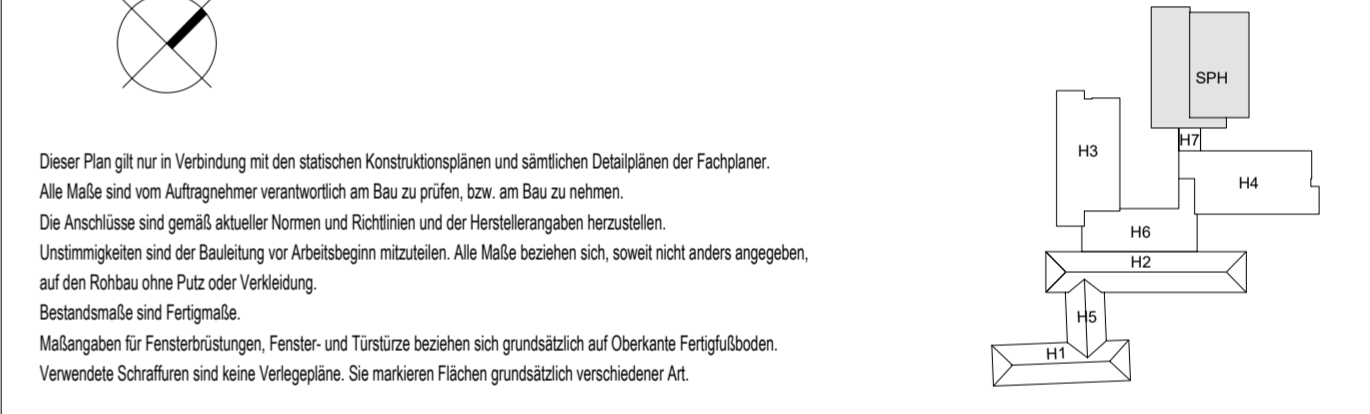 Dieser Plan gilt nur in Verbindung mit den statischen Konstruktionsplänen und sämtlichen Detailplänen der Fachplaner.
Alle Maße sind vom Auftragnehmer verantwortlich am Bau zu prüfen, bzw. am Bau zu nehmen.
Die Anschlüsse sind gemäß aktueller Normen und Richtlinien und der Herstellerangaben herzustellen.
Unstimmigkeiten sind der Bauleitung vor Arbeitsbeginn mitzuteilen. Alle Maße beziehen sich, soweit nicht anders angegeben,
auf den Rohbau ohne Putz oder Verkleidung.
Bestandsmaße sind Fertigmaße.
Maßangaben für Fensterbrüstungen, Fenster- und Türstürze beziehen sich grundsätzlich auf Oberkante Fertigfußboden.
Verwendete Schraffuren sind keine Verlegepläne. Sie markieren Flächen grundsätzlich verschiedener Art.
SPH
H7
H3
H4
H6
H2
H5
H1